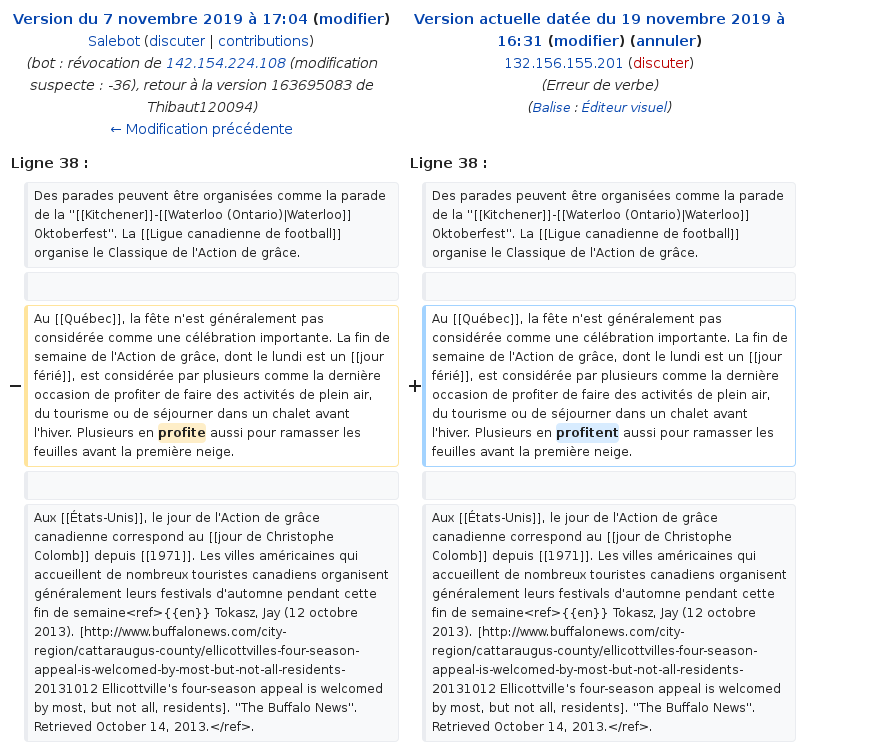 Version du 7 novembre 2019 à 17:04 (modifier)
Salebot (discuter | contributions)
(bot : révocation de 142.154.224.108 (modification
suspecte : -36), retour à la version 163695083 de
Thibaut120094)
← Modification précédente
Version actuelle datée du 19 novembre 2019 à
16:31 (modifier) (annuler)
132.156.155.201 (discuter)
(Erreur de verbe)
(Balise : Éditeur visuel)
Ligne 38 :
Ligne 38 :
Des parades peuvent être organisées comme la parade
de la ''[[Kitchener]]-[[Waterloo (Ontario)|Waterloo]]
Oktoberfest''. La [[Ligue canadienne de football]]
organise le Classique de l'Action de grâce.
Des parades peuvent être organisées comme la parade
de la ''[[Kitchener]]-[[Waterloo (Ontario)|Waterloo]]
Oktoberfest''. La [[Ligue canadienne de football]]
organise le Classique de l'Action de grâce.
−
Au [[Québec]], la fête n'est généralement pas
considérée comme une célébration importante. La fin de
semaine de l'Action de grâce, dont le lundi est un [[jour
férié]], est considérée par plusieurs comme la dernière
occasion de profiter de faire des activités de plein air,
du tourisme ou de séjourner dans un chalet avant
l'hiver. Plusieurs en profite aussi pour ramasser les
feuilles avant la première neige.
+
Au [[Québec]], la fête n'est généralement pas
considérée comme une célébration importante. La fin de
semaine de l'Action de grâce, dont le lundi est un [[jour
férié]], est considérée par plusieurs comme la dernière
occasion de profiter de faire des activités de plein air,
du tourisme ou de séjourner dans un chalet avant
l'hiver. Plusieurs en profitent aussi pour ramasser les
feuilles avant la première neige.
Aux [[États-Unis]], le jour de l'Action de grâce
canadienne correspond au [[jour de Christophe
Colomb]] depuis [[1971]]. Les villes américaines qui
accueillent de nombreux touristes canadiens organisent
généralement leurs festivals d'automne pendant cette
fin de semaine<ref>{{en}} Tokasz, Jay (12 octobre
2013). [http://www.buffalonews.com/city-
region/cattaraugus-county/ellicottvilles-four-season-
appeal-is-welcomed-by-most-but-not-all-residents-
20131012 Ellicottville's four-season appeal is welcomed
by most, but not all, residents]. ''The Buffalo News''.
Retrieved October 14, 2013.</ref>.
Aux [[États-Unis]], le jour de l'Action de grâce
canadienne correspond au [[jour de Christophe
Colomb]] depuis [[1971]]. Les villes américaines qui
accueillent de nombreux touristes canadiens organisent
généralement leurs festivals d'automne pendant cette
fin de semaine<ref>{{en}} Tokasz, Jay (12 octobre
2013). [http://www.buffalonews.com/city-
region/cattaraugus-county/ellicottvilles-four-season-
appeal-is-welcomed-by-most-but-not-all-residents-
20131012 Ellicottville's four-season appeal is welcomed
by most, but not all, residents]. ''The Buffalo News''.
Retrieved October 14, 2013.</ref>.